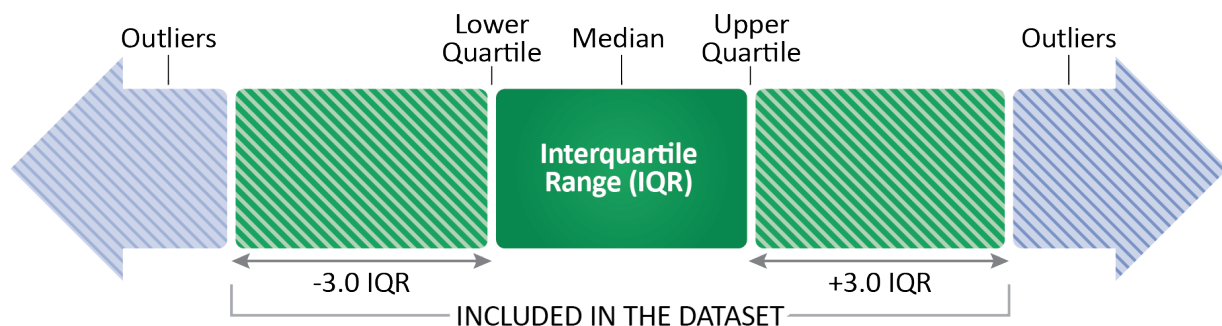 Outliers
Lower
Quartile
Median
Upper
Quartile
Outliers
Interquartile
Range (IQR)
-3.0 IQR
+3.0 IQR
INCLUDED IN THE DATASET